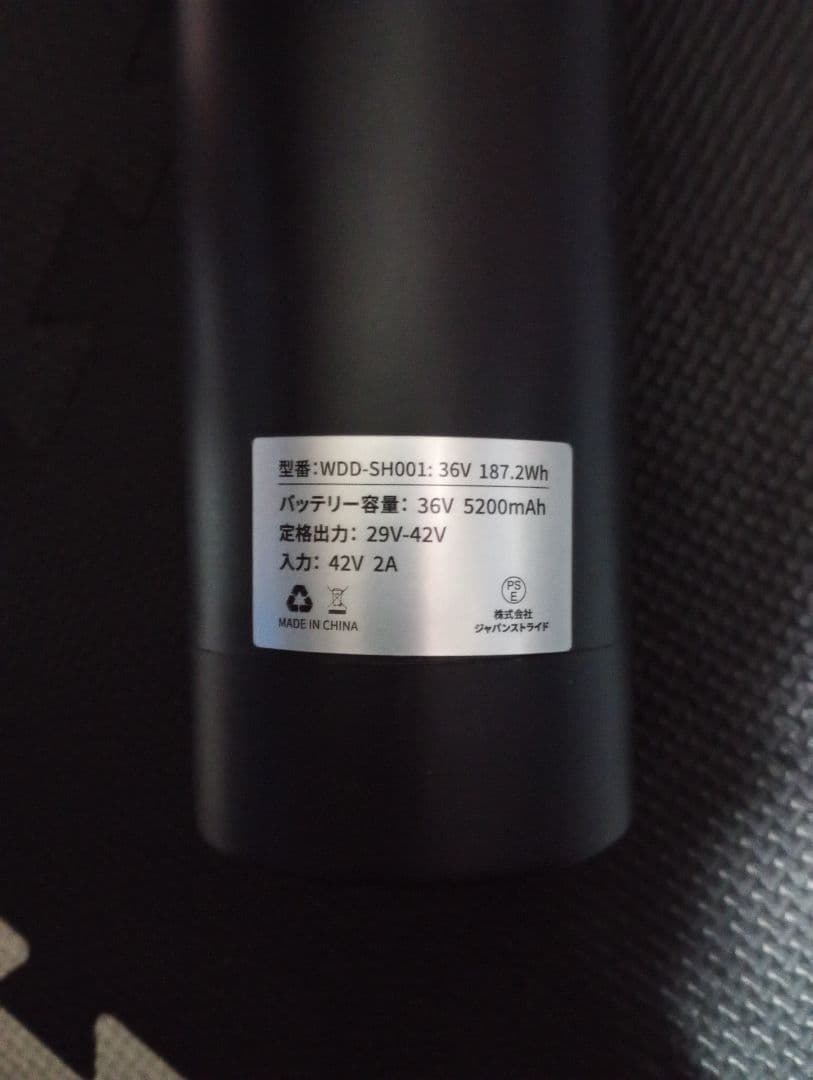 型番:WDD-SH001: 36V 187.2Wh
バッテリー容量: 36V 5200mAh
定格出力: 29V-42V
入力: 42V 2A
MADE IN CHINA
PS
E
株式会社
ジャパンストライド